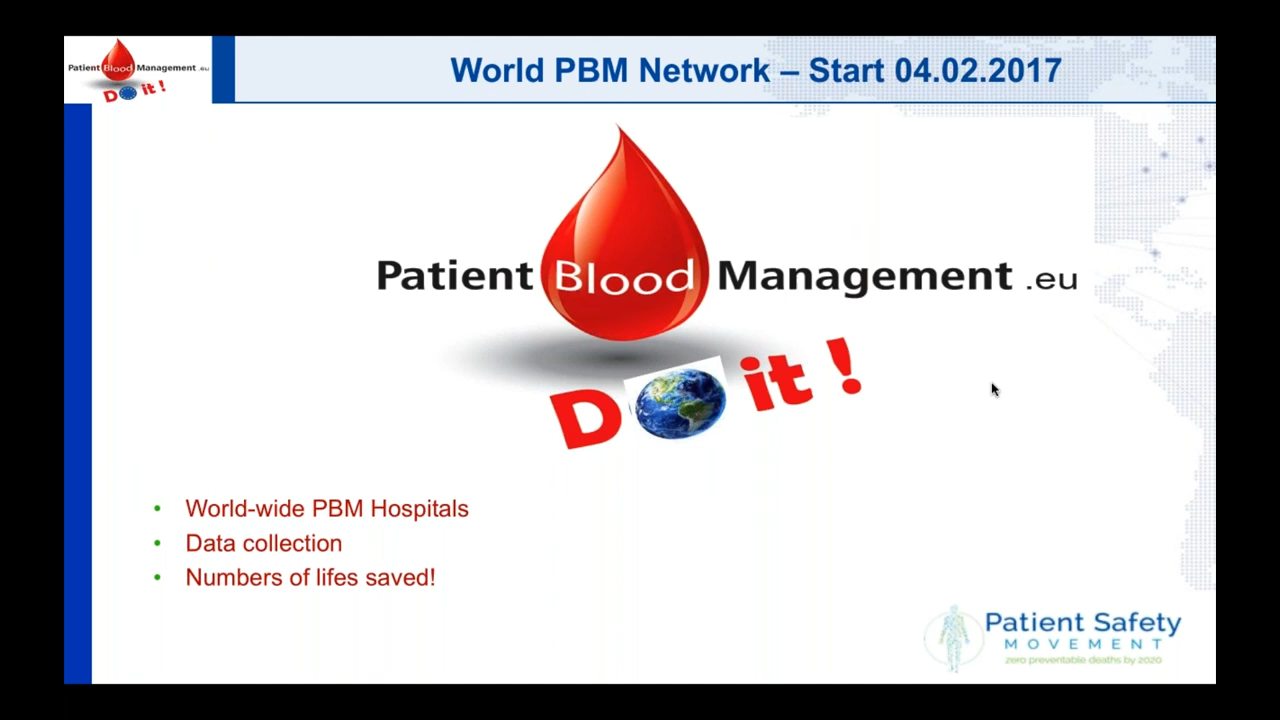 Patient Blood Management .eu
D it !
World PBM Network – Start 04.02.2017
Patient Blood Management .eu
D it !
• World-wide PBM Hospitals
• Data collection
• Numbers of lifes saved!
Patient Safety
MOVEMENT
zero preventable deaths by 2020